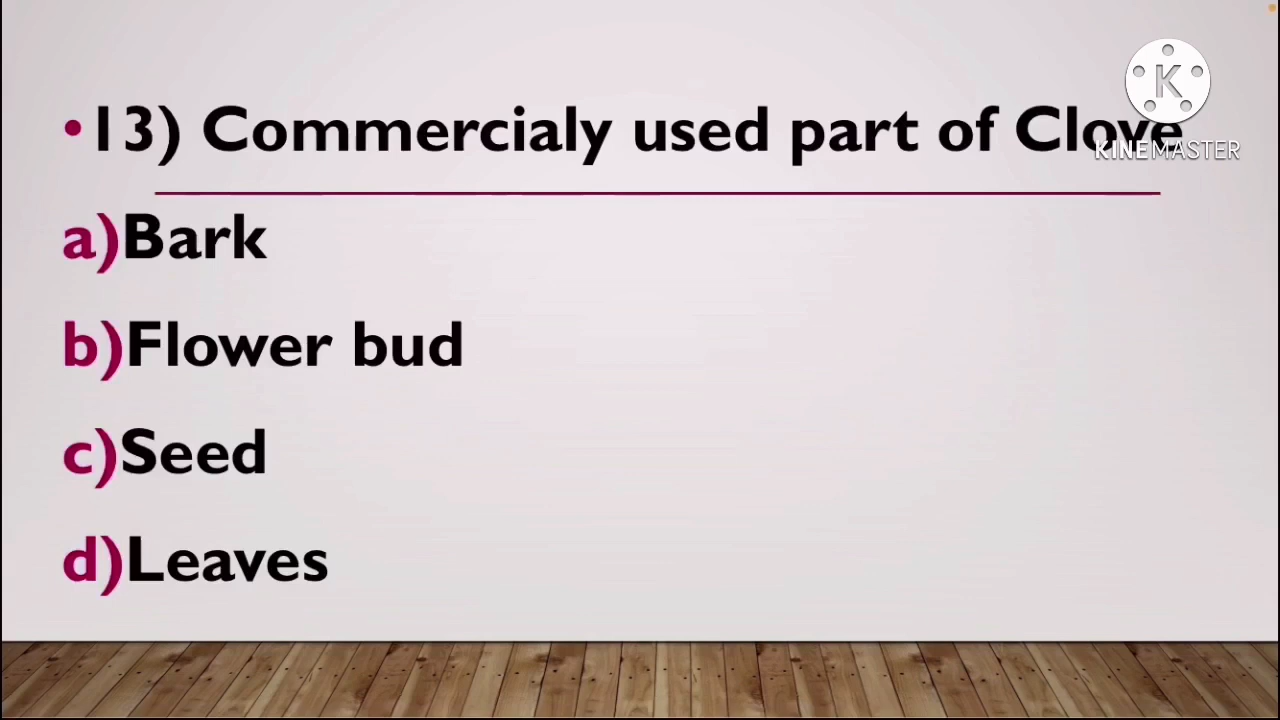 •13) Commercialy used part of Clove
K
KINEMASTER
a)Bark
b)Flower bud
c)Seed
d)Leaves